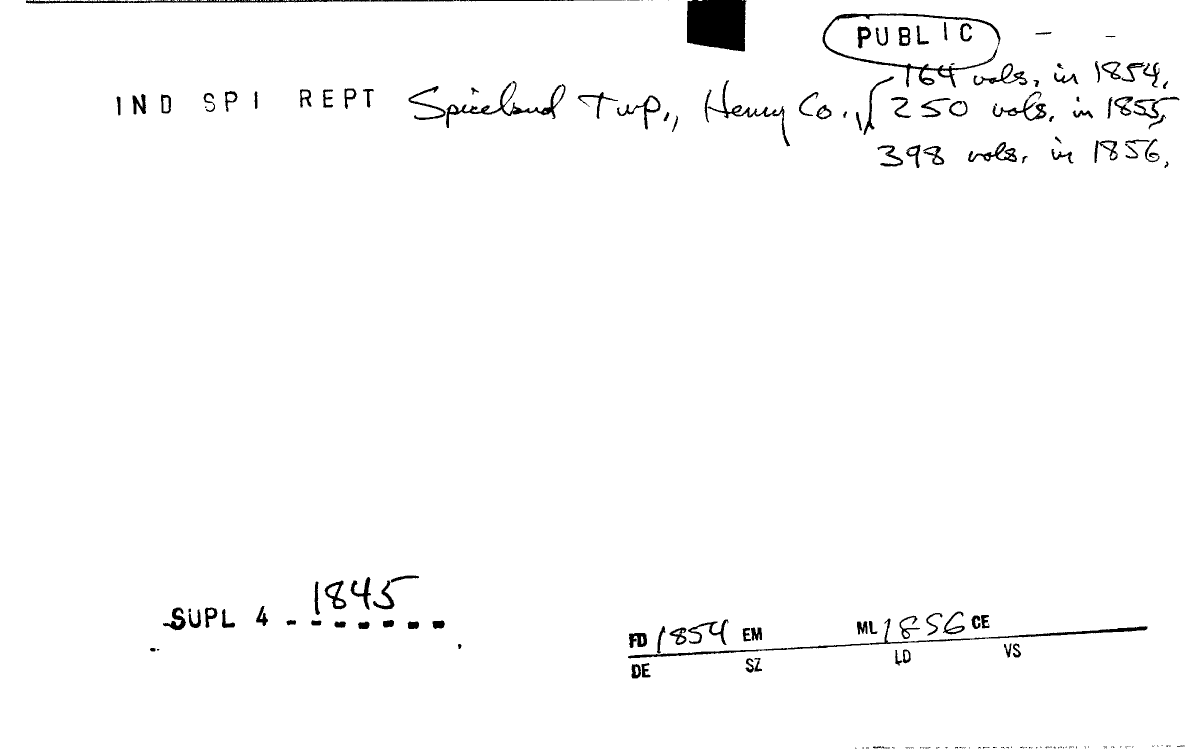 PUBLIC - -
164 vols. in 1854,
IND SPI REPT Spiceland Twp., Henry Co., 250 vols. in 1855,
398 vols. in 1856.
1845
SUPL 4 - - - - - - -
FD 1854 EM ML 1856 CE
DE SZ LD VS